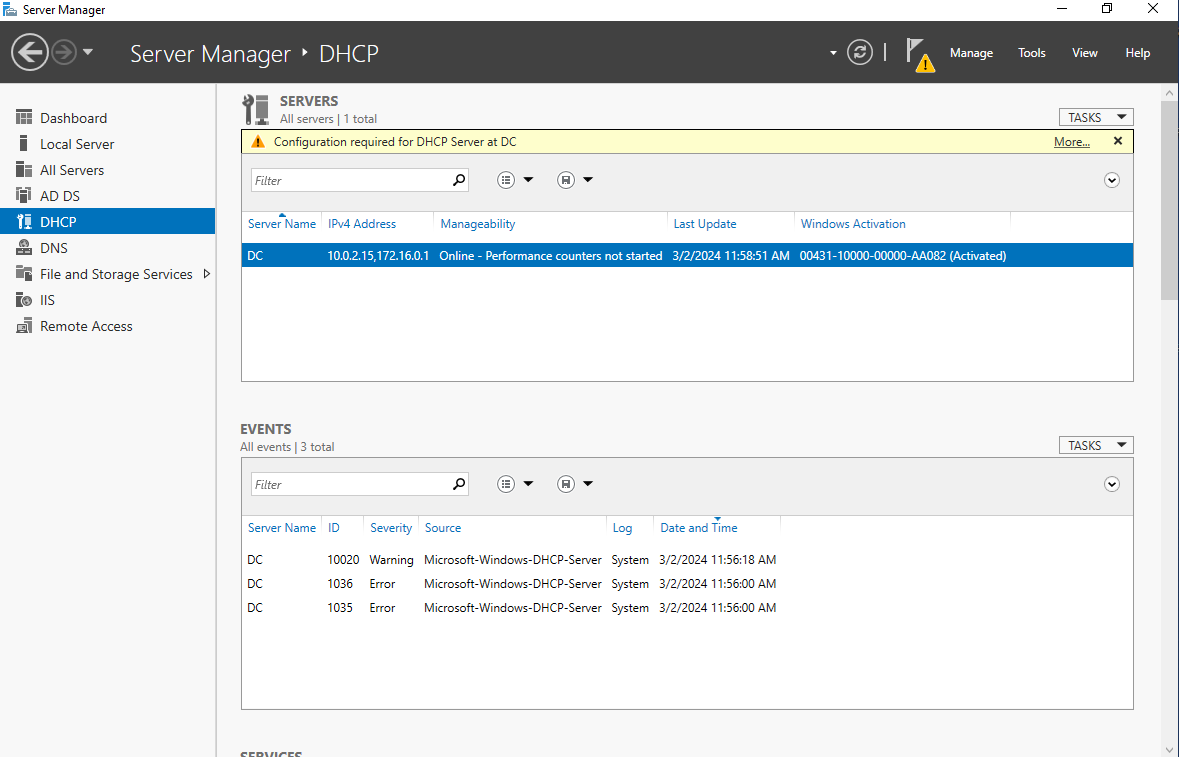 Server Manager
Server Manager ‣ DHCP
Manage Tools View Help
Dashboard
Local Server
All Servers
AD DS
DHCP
DNS
File and Storage Services
IIS
Remote Access
SERVERS
All servers | 1 total
TASKS
Configuration required for DHCP Server at DC More...
Filter
Server Name IPv4 Address Manageability Last Update Windows Activation
DC 10.0.2.15,172.16.0.1 Online - Performance counters not started 3/2/2024 11:58:51 AM 00431-10000-00000-AA082 (Activated)
EVENTS
All events | 3 total
TASKS
Filter
Server Name ID Severity Source Log Date and Time
DC 10020 Warning Microsoft-Windows-DHCP-Server System 3/2/2024 11:56:18 AM
DC 1036 Error Microsoft-Windows-DHCP-Server System 3/2/2024 11:56:00 AM
DC 1035 Error Microsoft-Windows-DHCP-Server System 3/2/2024 11:56:00 AM
SERVICES